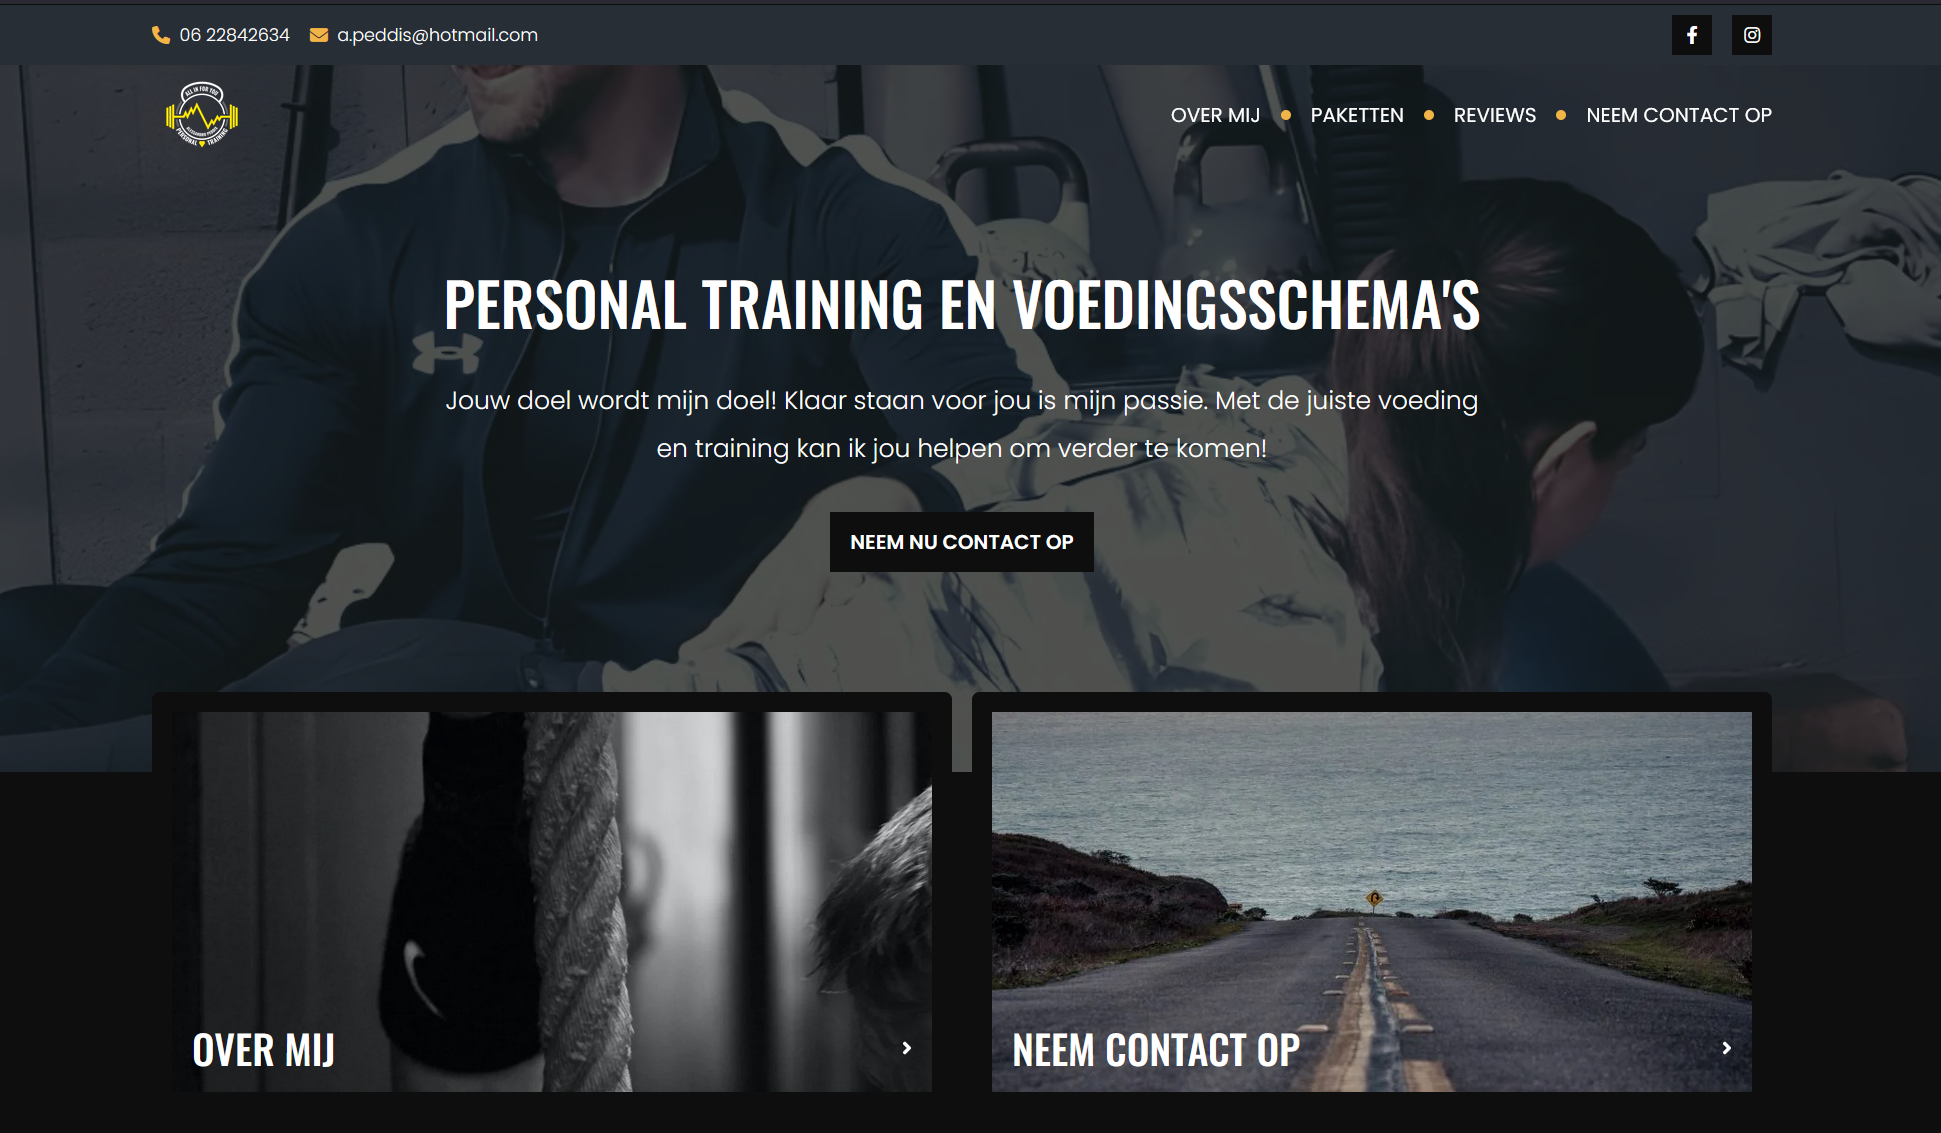 06 22842634 a.peddis@hotmail.com
ALL IN FOR YOU
PERSONAL TRAINING
OVER MIJ PAKETTEN REVIEWS NEEM CONTACT OP
PERSONAL TRAINING EN VOEDINGSSCHEMA'S
Jouw doel wordt mijn doel! Klaar staan voor jou is mijn passie. Met de juiste voeding
en training kan ik jou helpen om verder te komen!
NEEM NU CONTACT OP
OVER MIJ
NEEM CONTACT OP